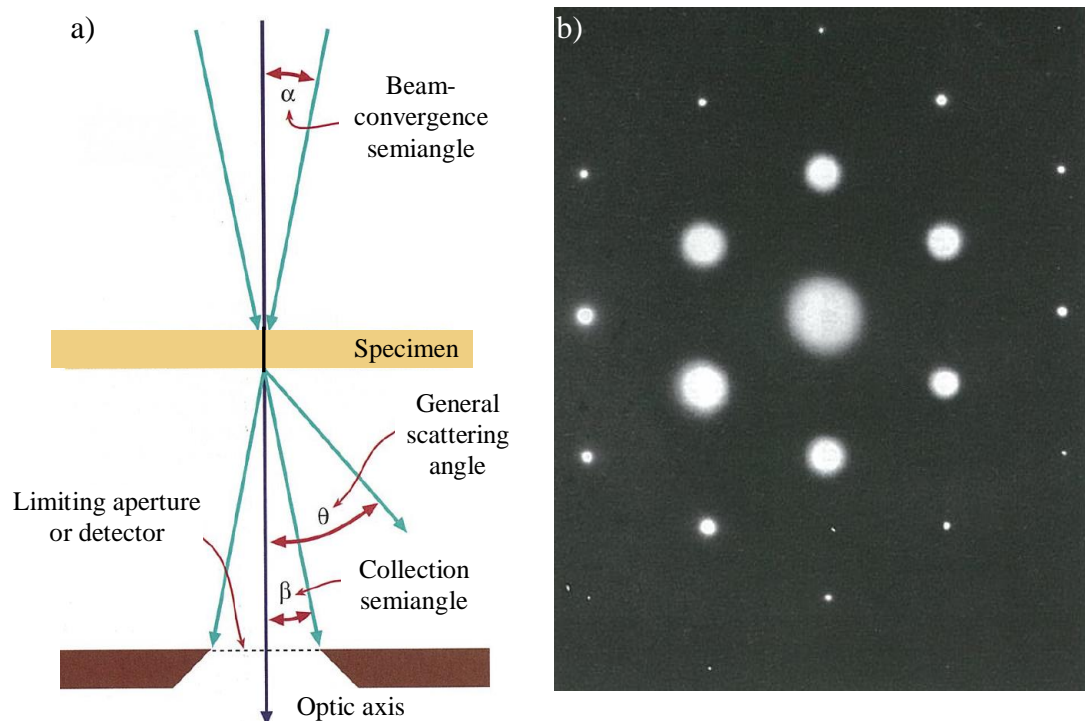 a)
b)
α
Beam-
convergence
semiangle
Specimen
General
scattering
angle
θ
Limiting aperture
or detector
β
Collection
semiangle
Optic axis